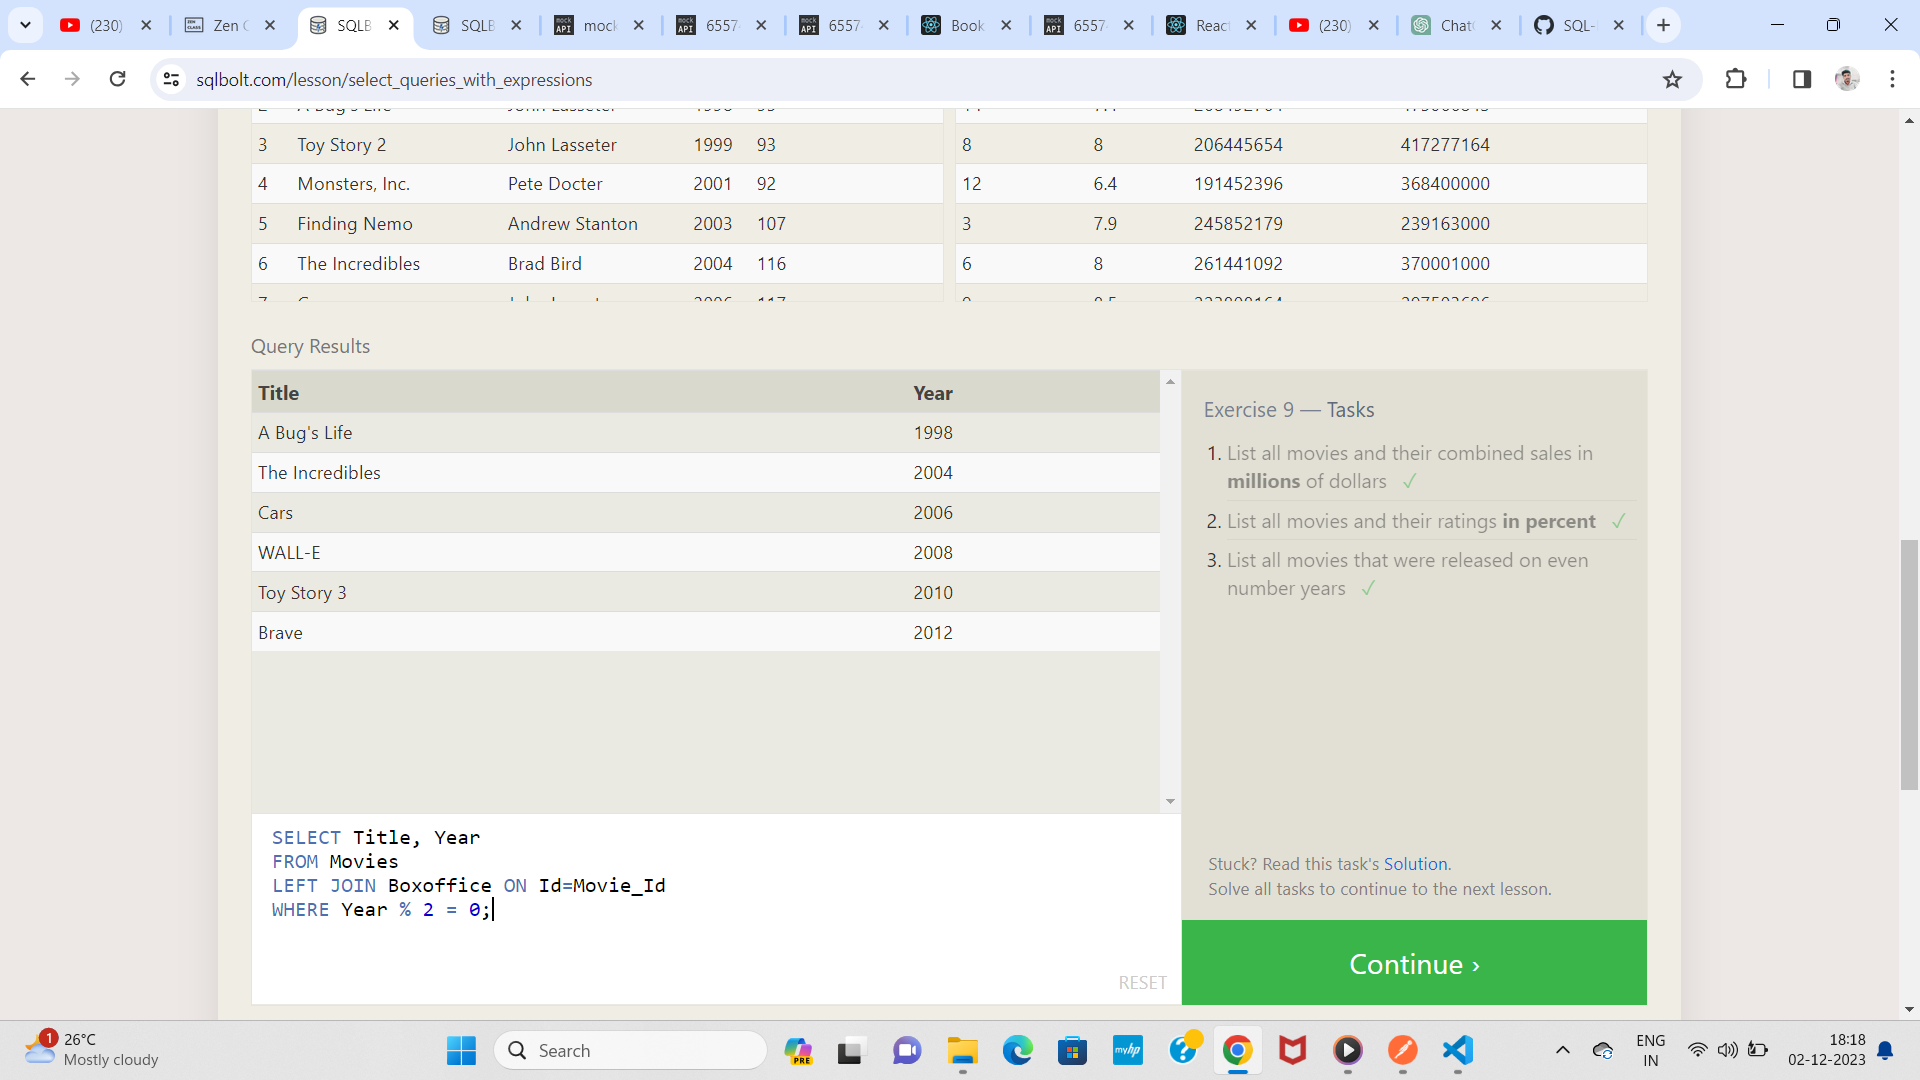 (230)
Zen C
SQLB
SQLB
mock
6557
6557
Book
6557
React
(230)
Chat
SQL-
sqlbolt.com/lesson/select_queries_with_expressions
3 Toy Story 2 John Lasseter 1999 93
8 8 206445654 417277164
4 Monsters, Inc. Pete Docter 2001 92
12 6.4 191452396 368400000
5 Finding Nemo Andrew Stanton 2003 107
3 7.9 245852179 239163000
6 The Incredibles Brad Bird 2004 116
6 8 261441092 370001000
Query Results
Title Year
A Bug's Life 1998
The Incredibles 2004
Cars 2006
WALL-E 2008
Toy Story 3 2010
Brave 2012
Exercise 9 — Tasks
1. List all movies and their combined sales in
millions of dollars ✓
2. List all movies and their ratings in percent ✓
3. List all movies that were released on even
number years ✓
SELECT Title, Year
FROM Movies
LEFT JOIN Boxoffice ON Id=Movie_Id
WHERE Year % 2 = 0;
RESET
Stuck? Read this task's Solution.
Solve all tasks to continue to the next lesson.
Continue ›
1
26°C
Mostly cloudy
Search
PRE
myhp
ENG
IN
18:18
02-12-2023